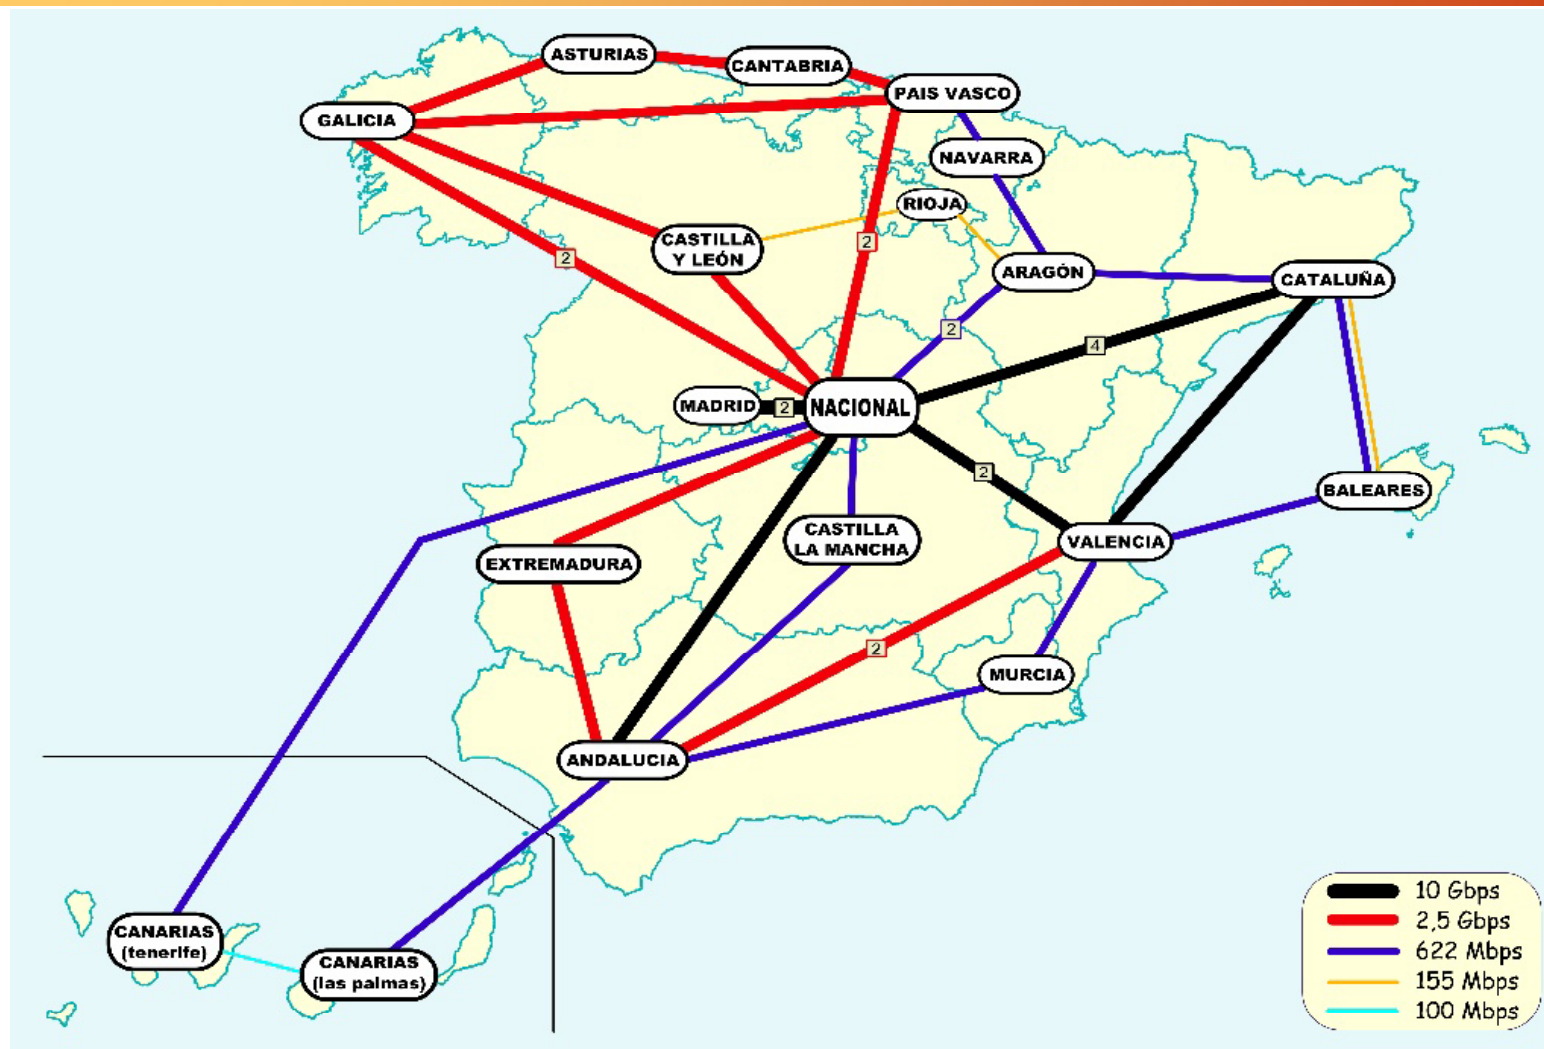 ASTURIAS
CANTABRIA
PAIS VASCO
GALICIA
NAVARRA
RIOJA
CASTILLA
Y LEÓN
2
2
ARAGÓN
CATALUÑA
2
4
MADRID
2
NACIONAL
2
BALEARES
CASTILLA
LA MANCHA
VALENCIA
EXTREMADURA
2
MURCIA
ANDALUCIA
CANARIAS
(tenerife)
CANARIAS
(las palmas)
10 Gbps
2,5 Gbps
622 Mbps
155 Mbps
100 Mbps